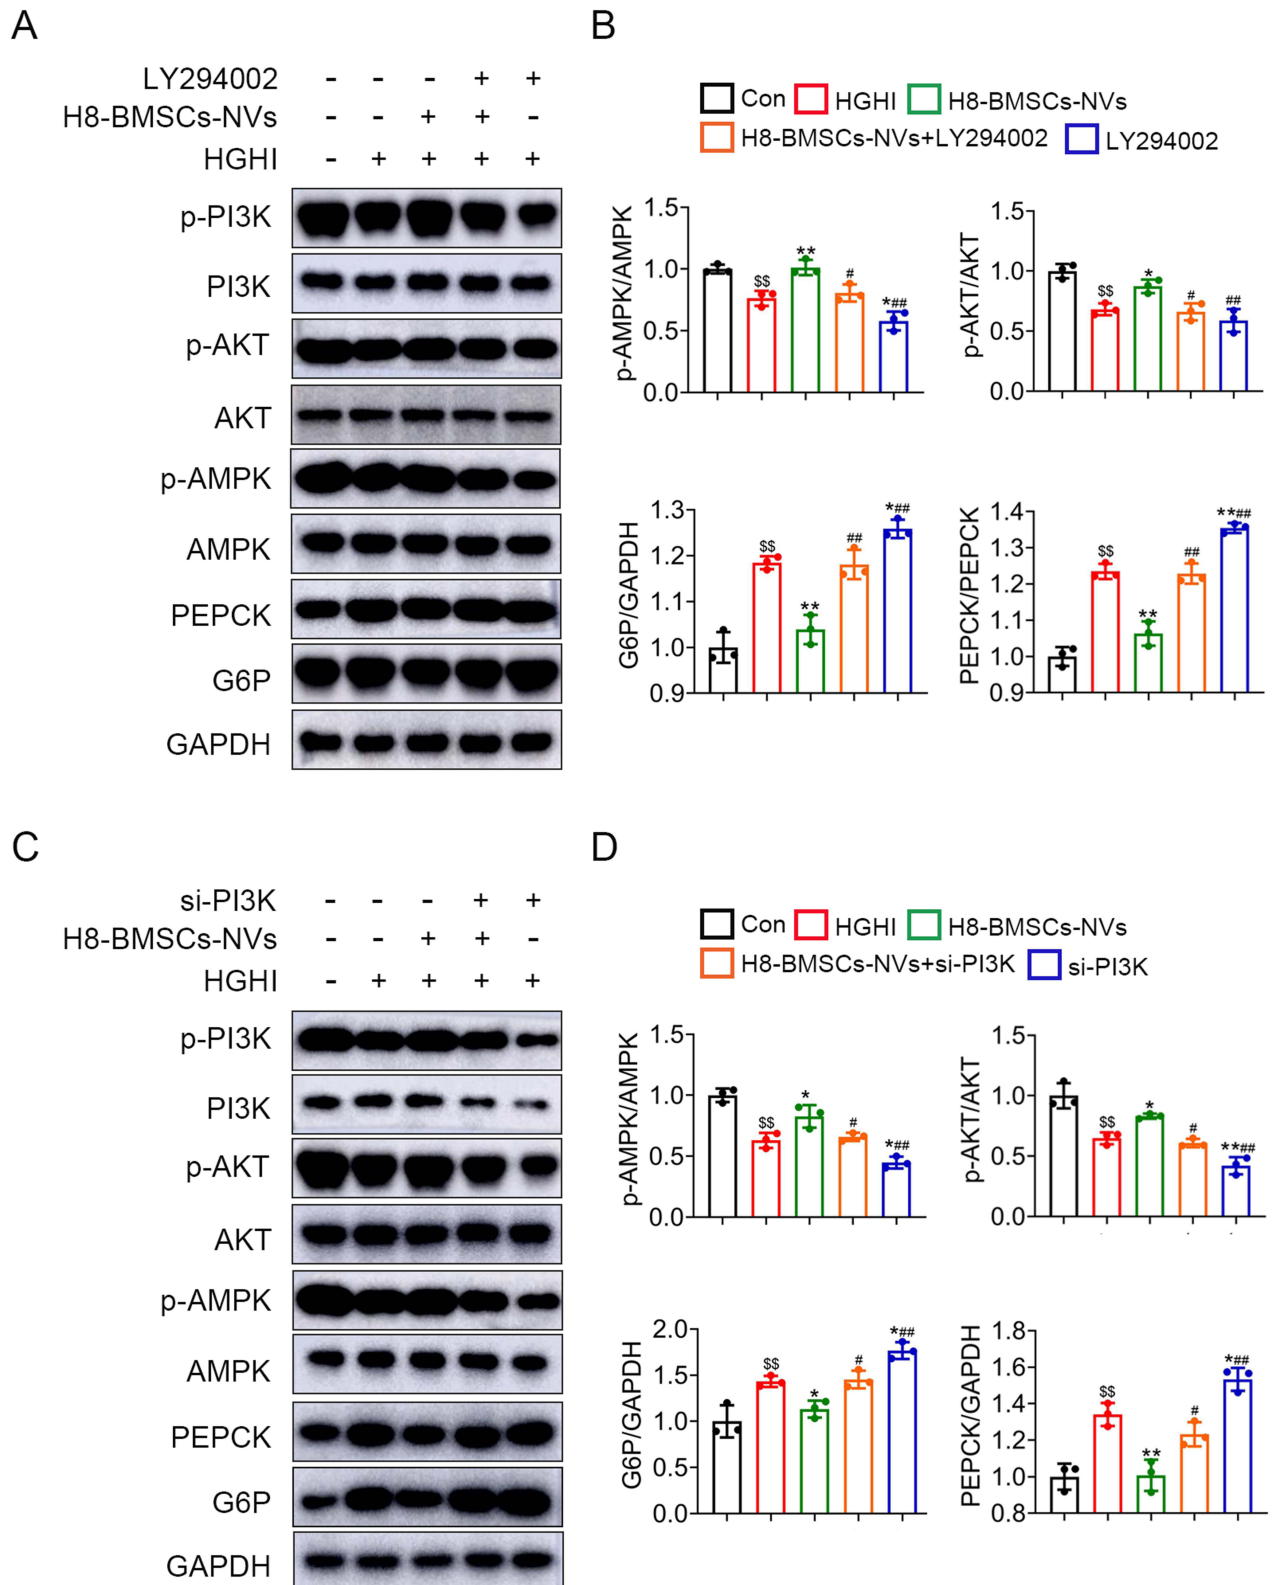 A
LY294002 - - - + +
H8-BMSCs-NVs - - + + -
HGHI - + + + +
p-PI3K
PI3K
p-AKT
AKT
p-AMPK
AMPK
PEPCK
G6P
GAPDH
B
Con HGHI H8-BMSCs-NVs
H8-BMSCs-NVs+LY294002 LY294002
p-AMPK/AMPK
1.5
1.0
0.5
0.0
$$
**
#
*##
p-AKT/AKT
1.5
1.0
0.5
0.0
$$
*
#
##
G6P/GAPDH
1.3
1.2
1.1
1.0
0.9
$$
**
##
*##
PEPCK/PEPCK
1.4
1.3
1.2
1.1
1.0
0.9
$$
**
##
**##
C
si-PI3K - - - + +
H8-BMSCs-NVs - - + + -
HGHI - + + + +
p-PI3K
PI3K
p-AKT
AKT
p-AMPK
AMPK
PEPCK
G6P
GAPDH
D
Con HGHI H8-BMSCs-NVs
H8-BMSCs-NVs+si-PI3K si-PI3K
p-AMPK/AMPK
1.5
1.0
0.5
0.0
$$
*
#
*##
p-AKT/AKT
1.5
1.0
0.5
0.0
$$
*
#
**##
G6P/GAPDH
2.0
1.5
1.0
0.5
0.0
$$
*
#
*##
PEPCK/GAPDH
1.8
1.6
1.4
1.2
1.0
0.8
$$
**
#
*##